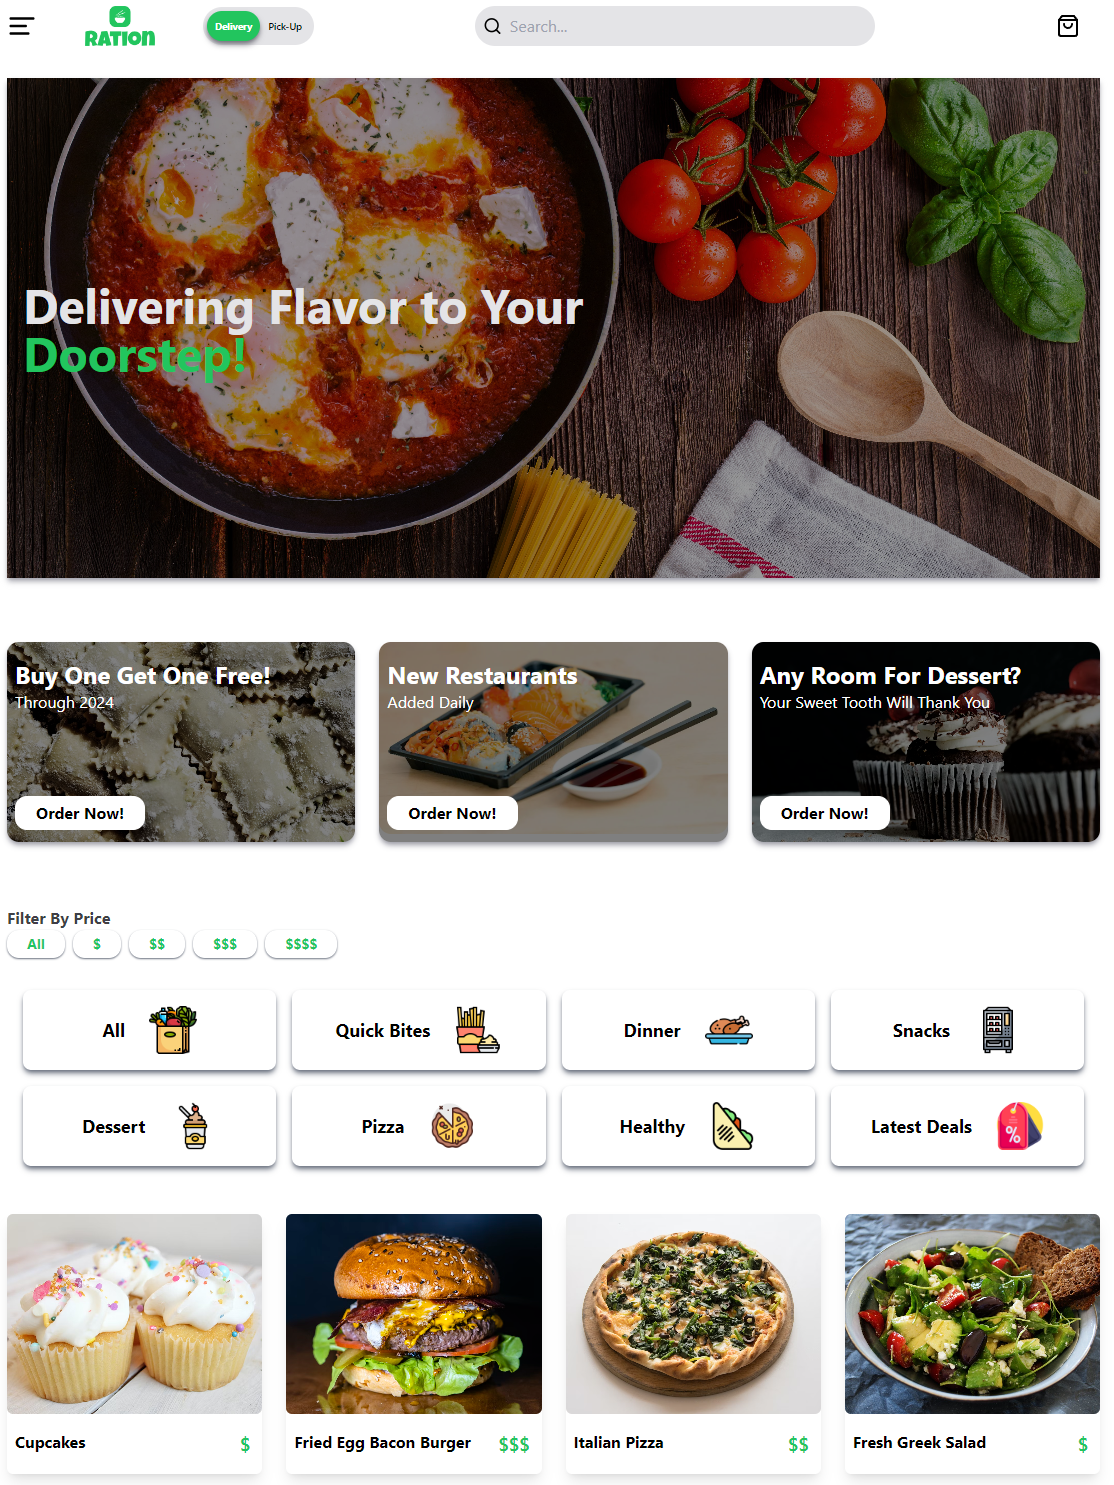 RATION
Delivery Pick-Up
Search...
Delivering Flavor to Your
Doorstep!
Buy One Get One Free!
Through 2024
Order Now!
New Restaurants
Added Daily
Order Now!
Any Room For Dessert?
Your Sweet Tooth Will Thank You
Order Now!
Filter By Price
All $ $$ $$$ $$$$
All
Quick Bites
Dinner
Snacks
Dessert
Pizza
Healthy
Latest Deals
%
Cupcakes $
Fried Egg Bacon Burger $$$
Italian Pizza $$
Fresh Greek Salad $